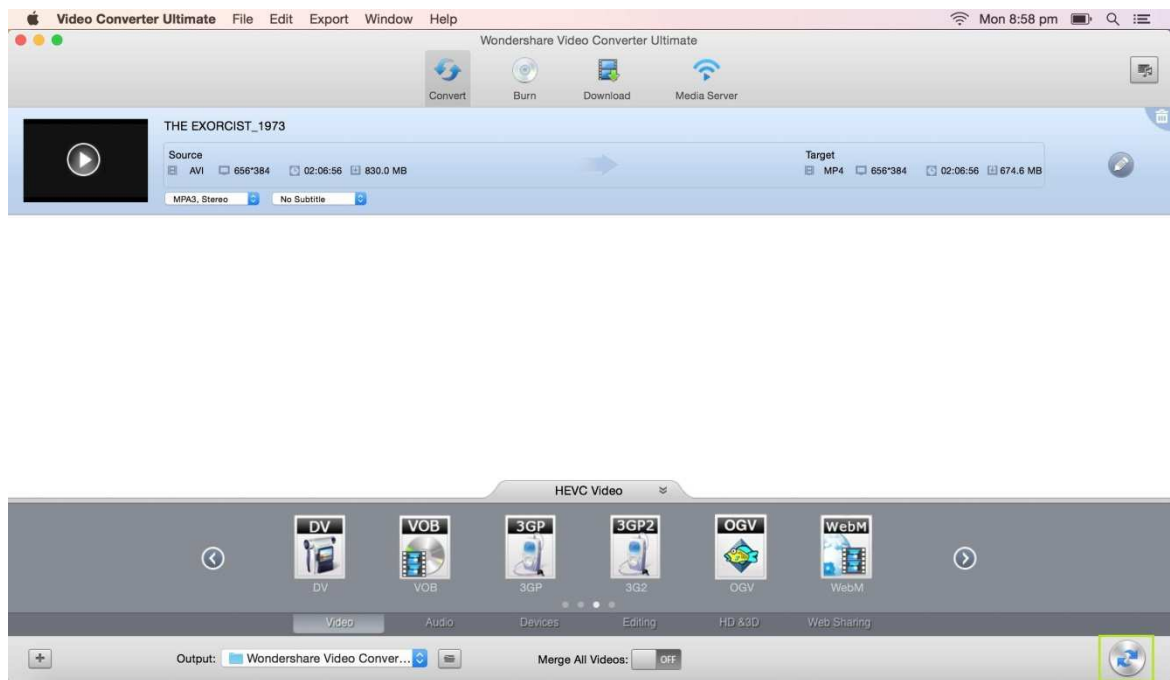 Video Converter Ultimate File Edit Export Window Help Mon 8:58 pm
Wondershare Video Converter Ultimate
Convert Burn Download Media Server
THE EXORCIST_1973
Source Target
AVI 656*384 02:06:56 830.0 MB MP4 656*384 02:06:56 674.6 MB
MPA3, Stereo No Subtitle
HEVC Video
DV VOB 3GP 3GP2 OGV WebM
DV VOB 3GP 3G2 OGV WebM
Video Audio Devices Editing HD &3D Web Sharing
Output: Wondershare Video Conver... Merge All Videos: OFF